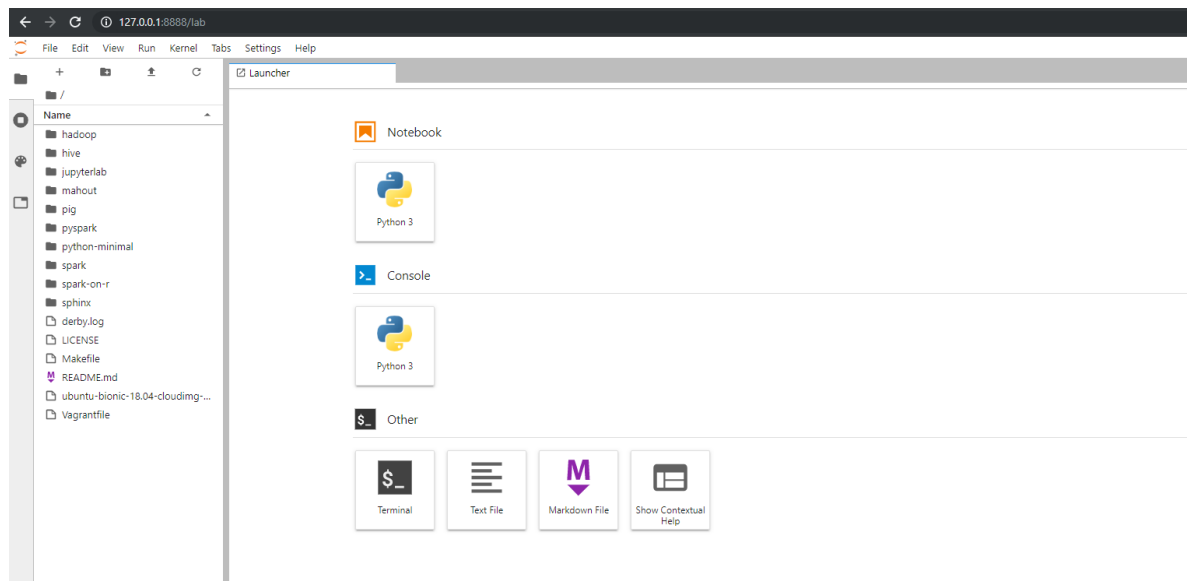 127.0.0.1:8888/lab
File Edit View Run Kernel Tabs Settings Help
Launcher
/
Name
hadoop
hive
jupyterlab
mahout
pig
pyspark
python-minimal
spark
spark-on-r
sphinx
derby.log
LICENSE
Makefile
README.md
ubuntu-bionic-18.04-cloudimg-...
Vagrantfile
Notebook
Python 3
Console
Python 3
$_ Other
$_
Terminal
Text File
M
Markdown File
Show Contextual
Help